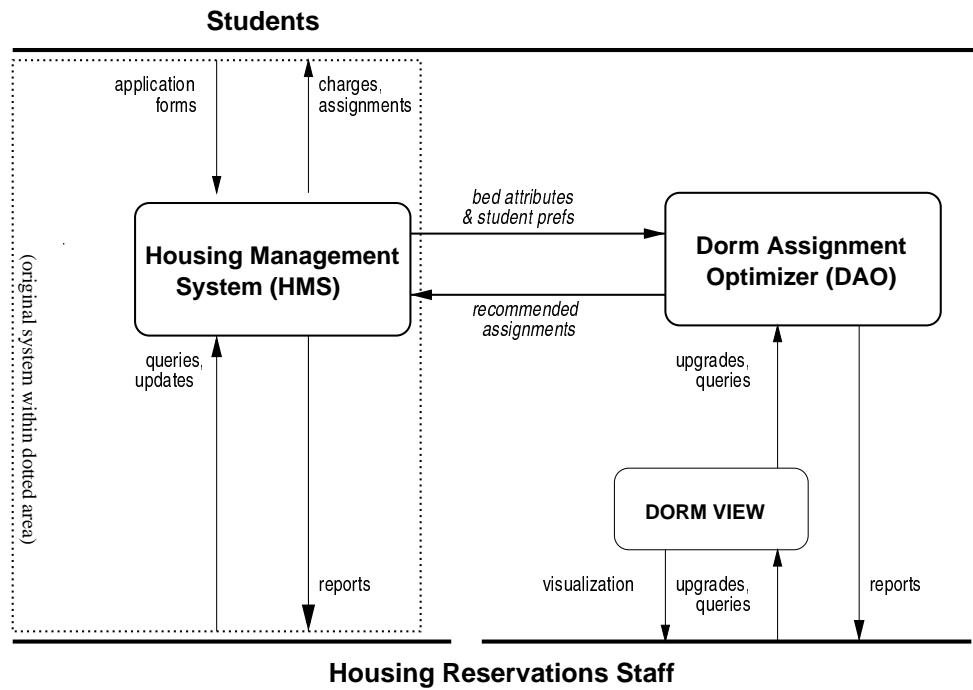 Students
application
forms
charges,
assignments
bed attributes
& student prefs
Housing Management
System (HMS)
Dorm Assignment
Optimizer (DAO)
recommended
assignments
(original system within dotted area)
queries,
updates
upgrades,
queries
DORM VIEW
reports
visualization
upgrades,
queries
reports
Housing Reservations Staff